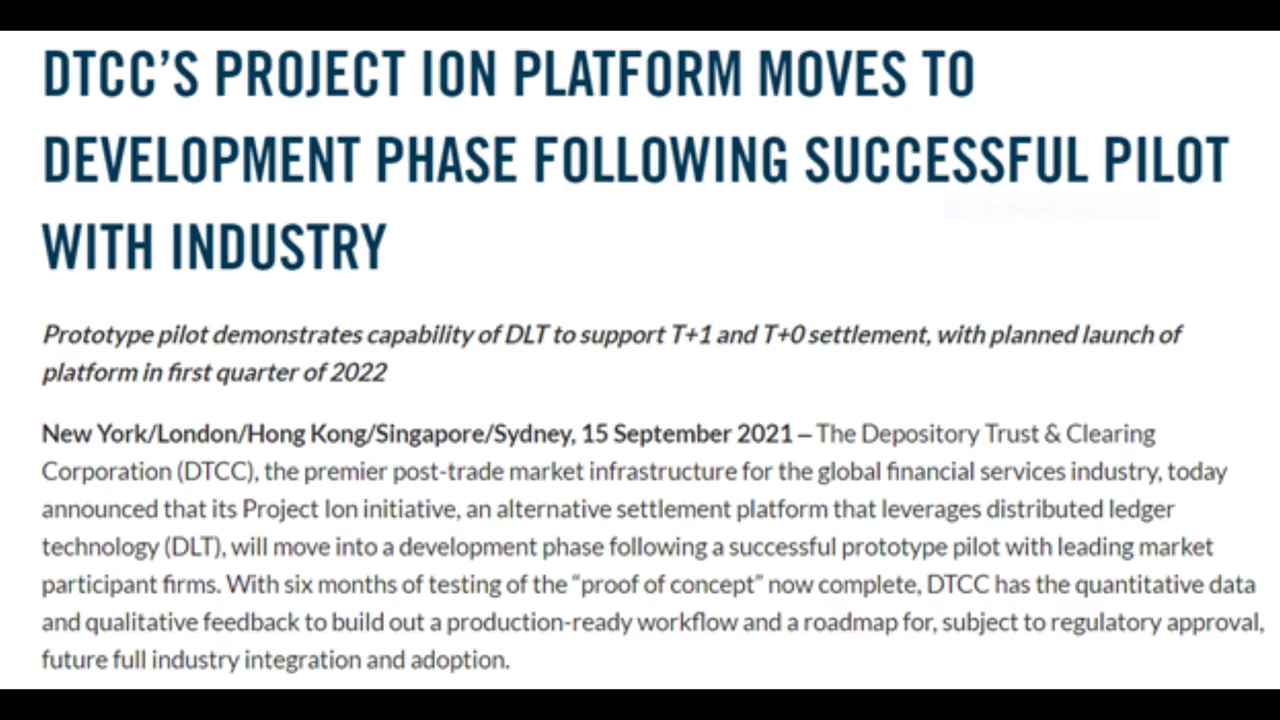 DTCC’S PROJECT ION PLATFORM MOVES TO
DEVELOPMENT PHASE FOLLOWING SUCCESSFUL PILOT
WITH INDUSTRY
Prototype pilot demonstrates capability of DLT to support T+1 and T+0 settlement, with planned launch of
platform in first quarter of 2022
New York/London/Hong Kong/Singapore/Sydney, 15 September 2021 – The Depository Trust & Clearing
Corporation (DTCC), the premier post-trade market infrastructure for the global financial services industry, today
announced that its Project Ion initiative, an alternative settlement platform that leverages distributed ledger
technology (DLT), will move into a development phase following a successful prototype pilot with leading market
participant firms. With six months of testing of the “proof of concept” now complete, DTCC has the quantitative data
and qualitative feedback to build out a production-ready workflow and a roadmap for, subject to regulatory approval,
future full industry integration and adoption.